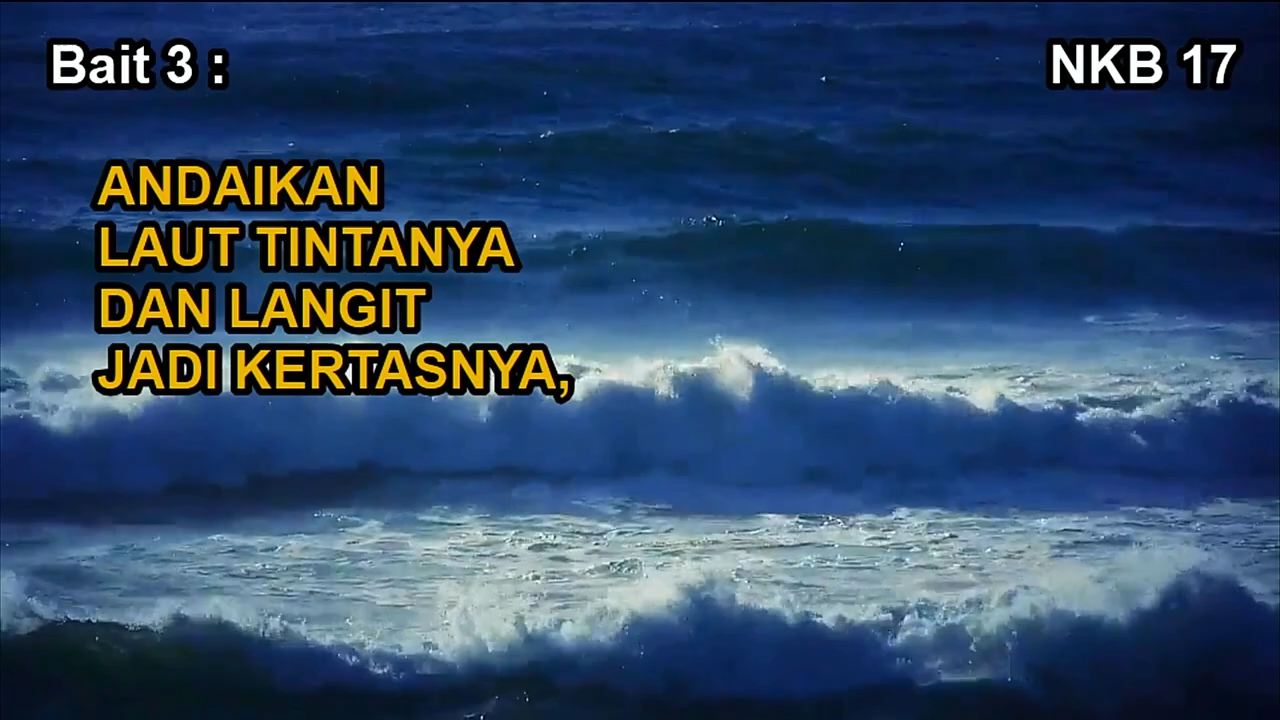 Bait 3 :
NKB 17
ANDAIKAN
LAUT TINTANYA
DAN LANGIT
JADI KERTASNYA,